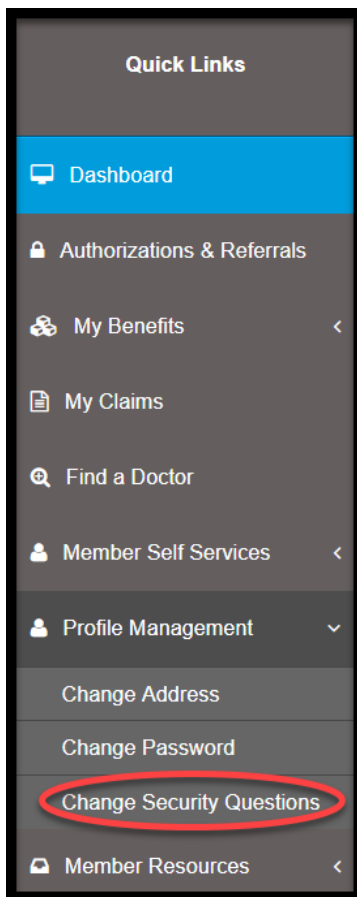 Quick Links
Dashboard
Authorizations & Referrals
My Benefits
My Claims
Find a Doctor
Member Self Services
Profile Management
Change Address
Change Password
Change Security Questions
Member Resources